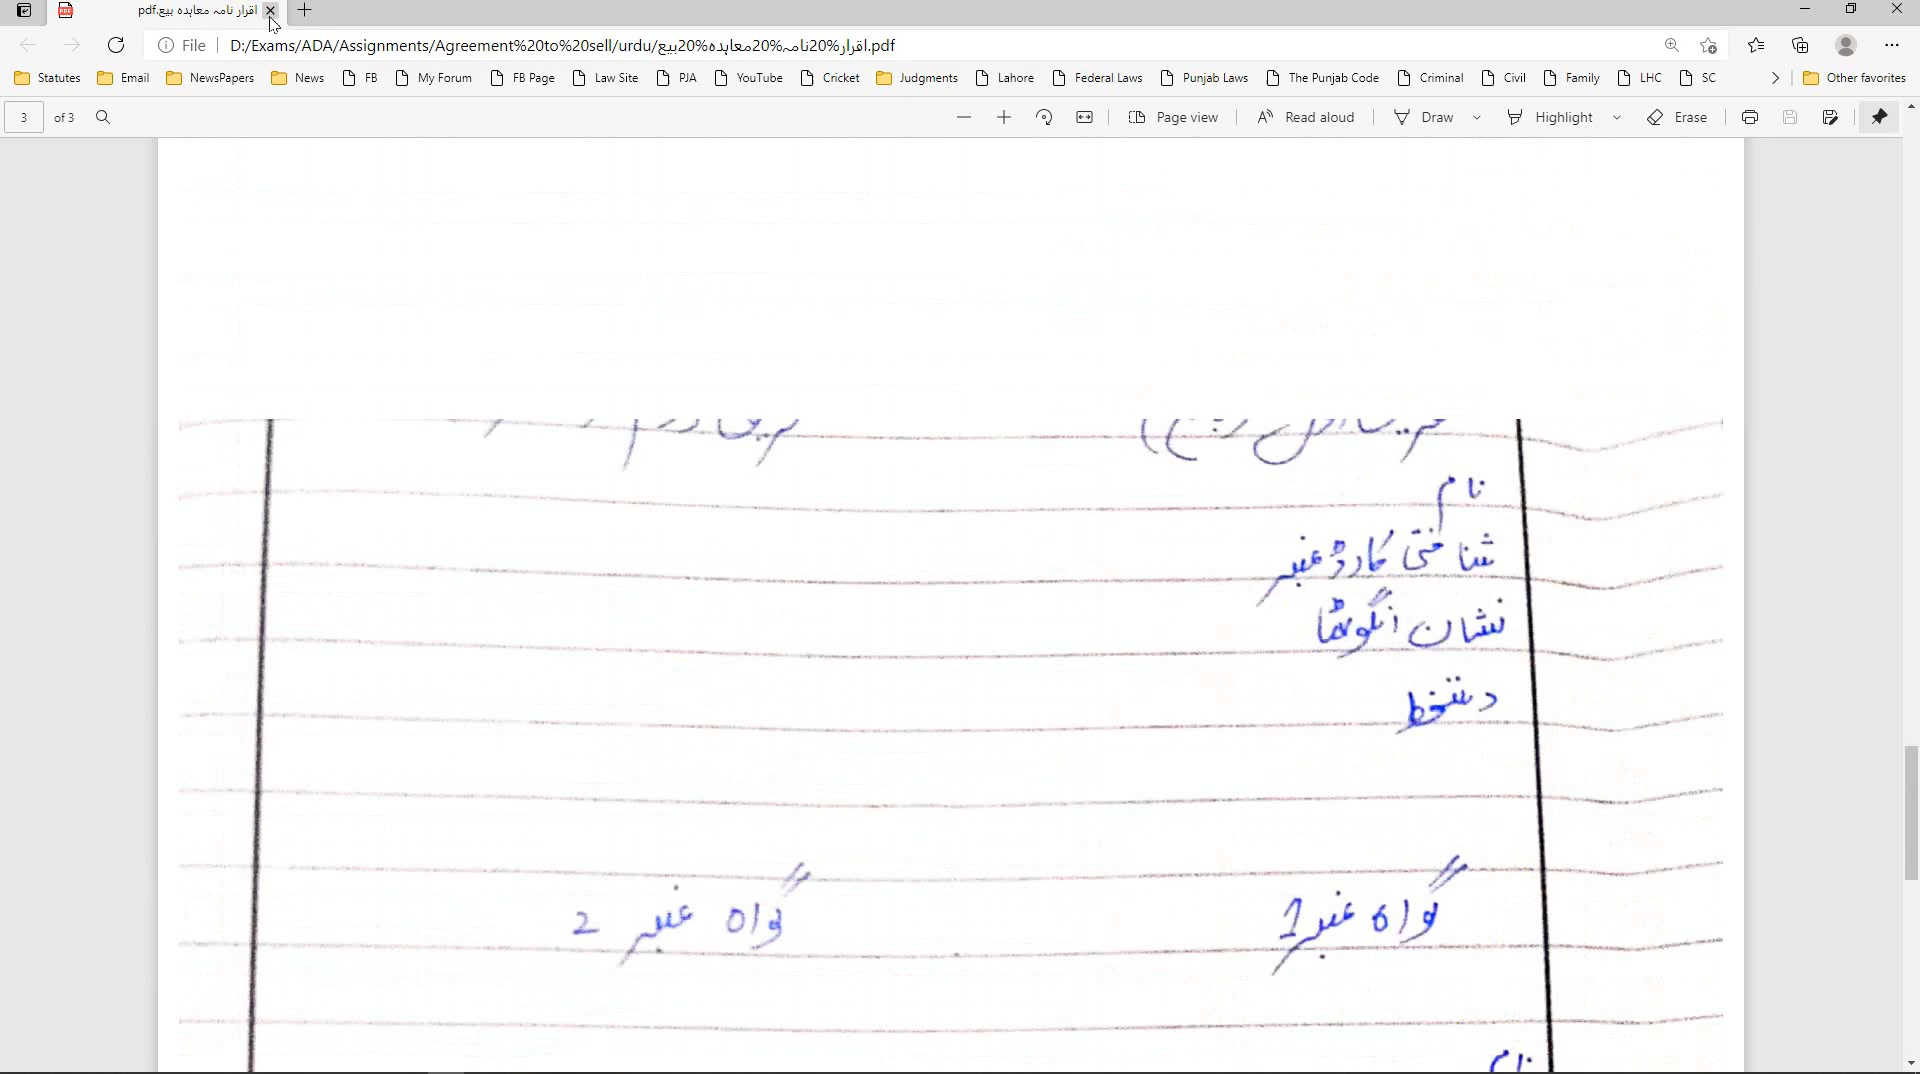 اقرار نامہ معاہدہ بیع.pdf
File D:/Exams/ADA/Assignments/Agreement%20to%20sell/urdu/اقرار%20نامہ%20معاہدہ%20بیع.pdf
Statutes Email NewsPapers News FB My Forum FB Page Law Site PJA YouTube Cricket Judgments Lahore Federal Laws Punjab Laws The Punjab Code Criminal Civil Family LHC SC Other favorites
3 of 3 Page view Read aloud Draw Highlight Erase
نام
شناختی کارڈ نمبر
نشان انگوٹھا
دستخط
گواہ نمبر 1 گواہ نمبر 2
نام